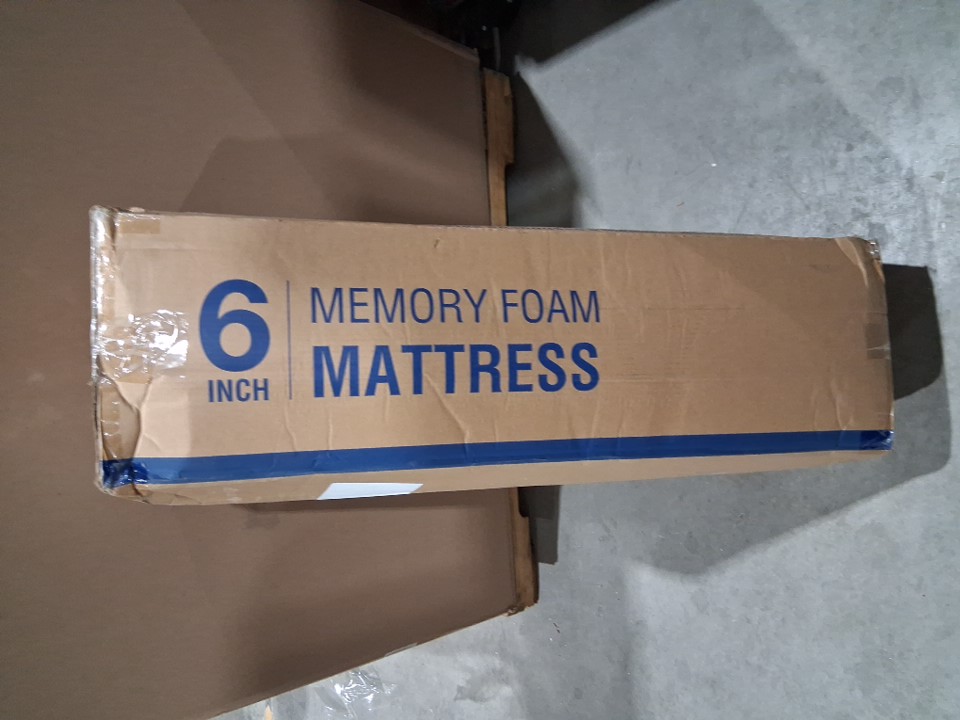 6
INCH
MEMORY FOAM
MATTRESS